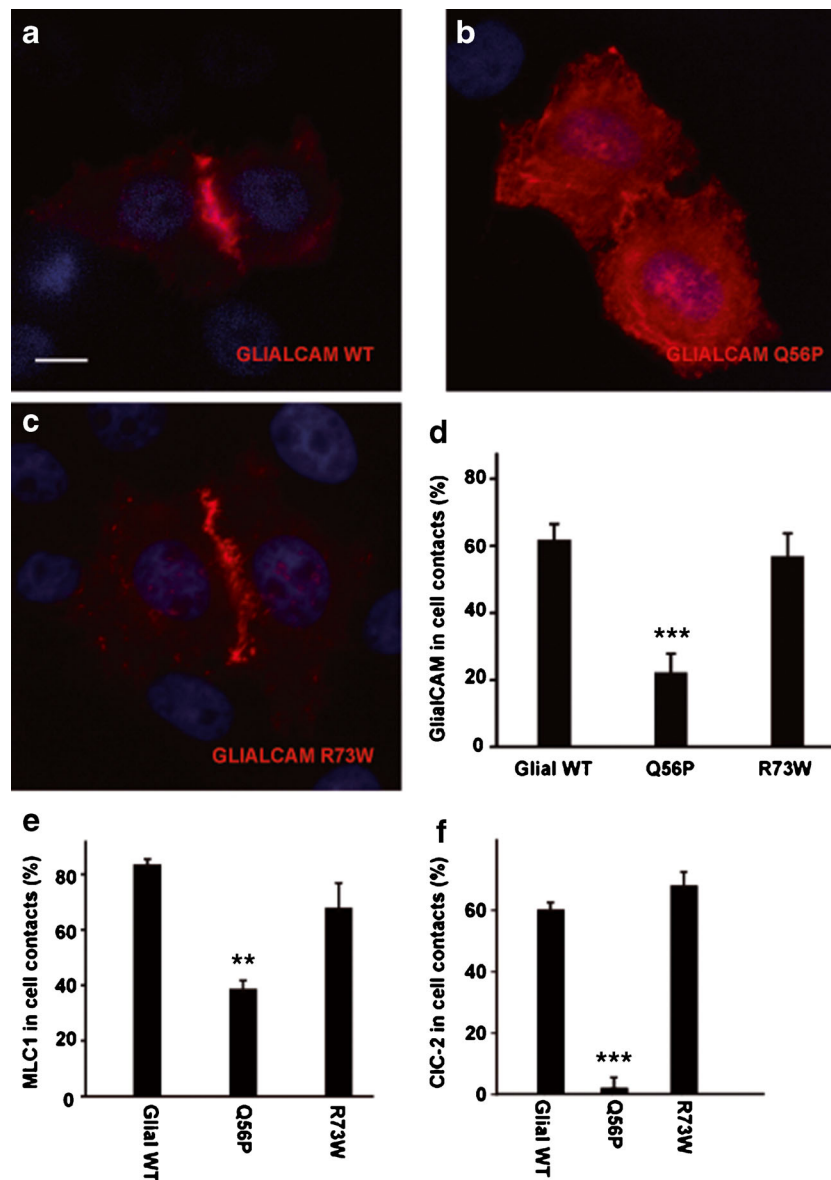 a
GLIALCAM WT
b
GLIALCAM Q56P
c
GLIALCAM R73W
d
GlialCAM in cell contacts (%)
80
60
40
20
0
***
Glial WT Q56P R73W
e
MLC1 in cell contacts (%)
80
60
40
20
0
**
Glial WT
Q56P
R73W
f
ClC-2 in cell contacts (%)
60
40
20
0
***
Glial WT
Q56P
R73W